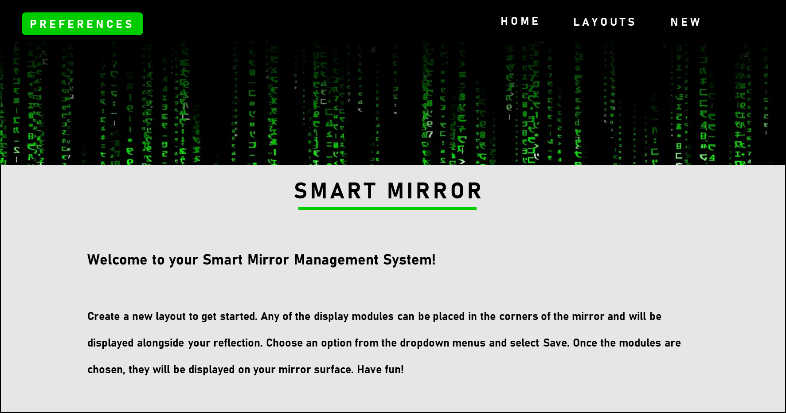 PREFERENCES
HOME LAYOUTS NEW
SMART MIRROR
Welcome to your Smart Mirror Management System!
Create a new layout to get started. Any of the display modules can be placed in the corners of the mirror and will be
displayed alongside your reflection. Choose an option from the dropdown menus and select Save. Once the modules are
chosen, they will be displayed on your mirror surface. Have fun!